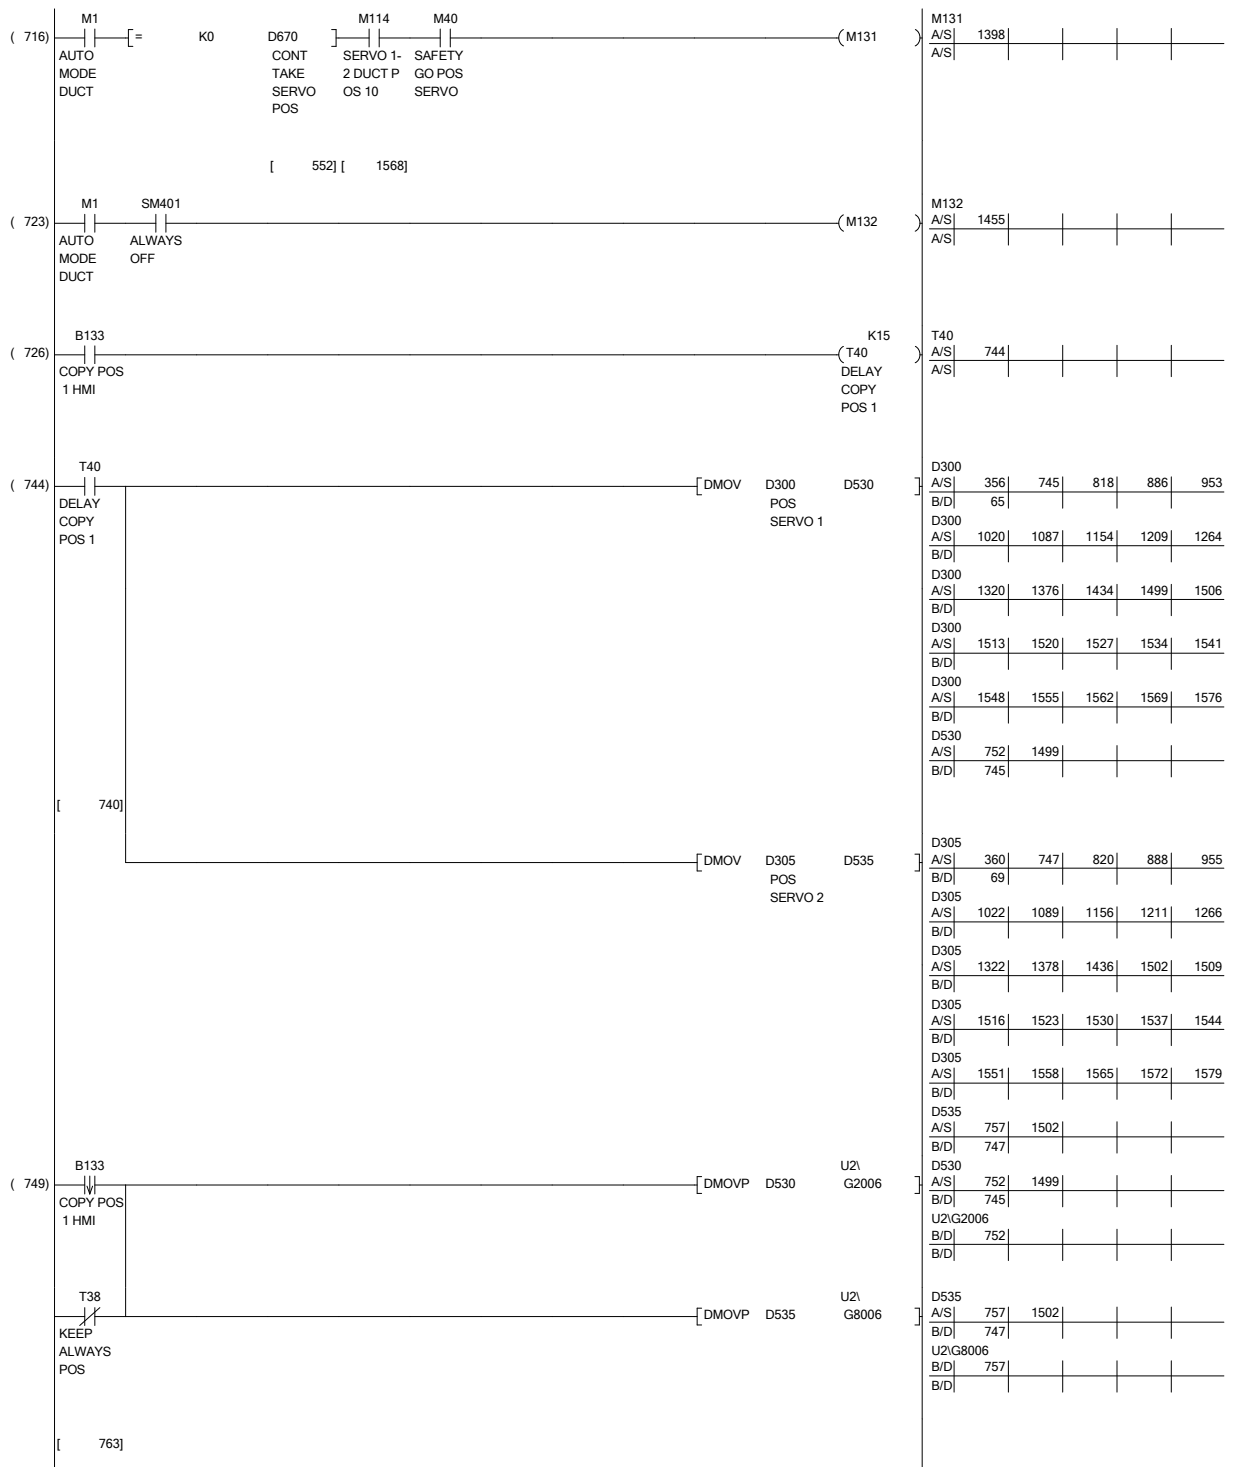 M1 M114 M40 M131
( 716) [= K0 D670 ] (M131 ) A/S 1398
AUTO CONT SERVO 1- SAFETY A/S
MODE TAKE 2 DUCT P GO POS
DUCT SERVO OS 10 SERVO
POS
[ 552] [ 1568]
M1 SM401 M132
( 723) (M132 ) A/S 1455
AUTO ALWAYS A/S
MODE OFF
DUCT
B133 K15 T40
( 726) (T40 ) A/S 744
COPY POS DELAY A/S
1 HMI COPY
POS 1
T40 D300
( 744) [DMOV D300 D530 ] A/S 356 745 818 886 953
DELAY POS B/D 65
COPY SERVO 1 D300
POS 1 A/S 1020 1087 1154 1209 1264
B/D
D300
A/S 1320 1376 1434 1499 1506
B/D
D300
A/S 1513 1520 1527 1534 1541
B/D
D300
A/S 1548 1555 1562 1569 1576
B/D
D530
A/S 752 1499
B/D 745
[ 740]
D305
[DMOV D305 D535 ] A/S 360 747 820 888 955
POS B/D 69
SERVO 2 D305
A/S 1022 1089 1156 1211 1266
B/D
D305
A/S 1322 1378 1436 1502 1509
B/D
D305
A/S 1516 1523 1530 1537 1544
B/D
D305
A/S 1551 1558 1565 1572 1579
B/D
D535
A/S 757 1502
B/D 747
B133 U2\ D530
( 749) [DMOVP D530 G2006 ] A/S 752 1499
COPY POS B/D 745
1 HMI U2\G2006
B/D 752
B/D
T38 U2\ D535
[DMOVP D535 G8006 ] A/S 757 1502
KEEP B/D 747
ALWAYS U2\G8006
POS B/D 757
B/D
[ 763]